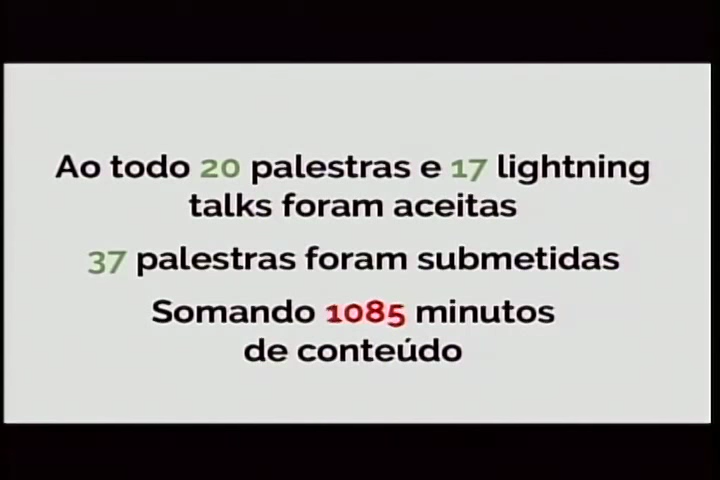 Ao todo 20 palestras e 17 lightning
talks foram aceitas
37 palestras foram submetidas
Somando 1085 minutos
de conteúdo